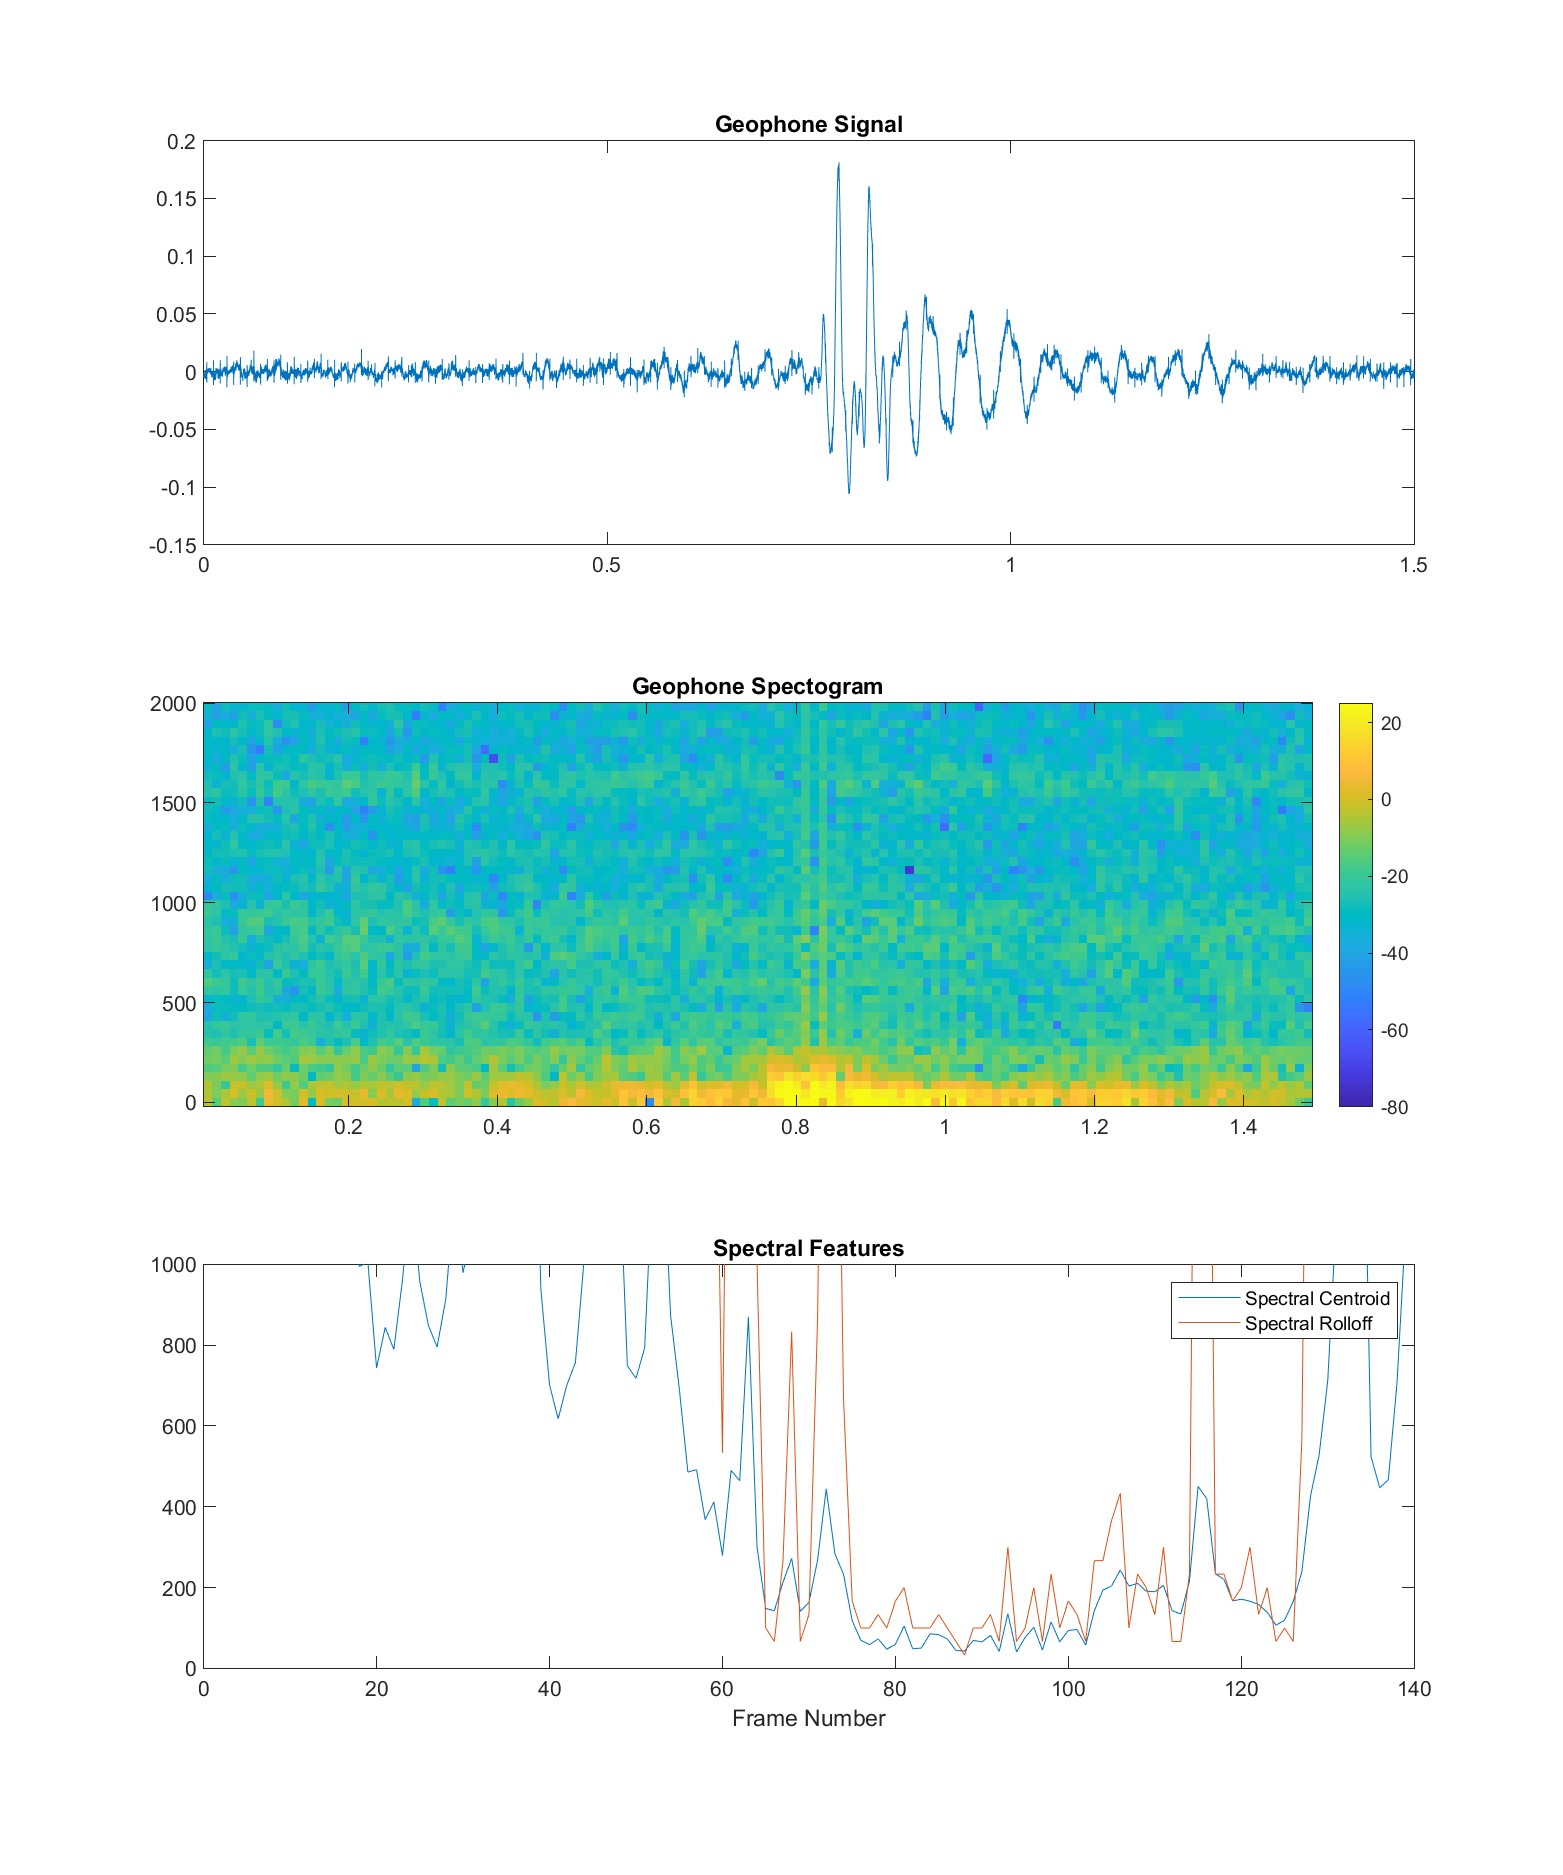 Geophone Signal
0.2
0.15
0.1
0.05
0
-0.05
-0.1
-0.15
0 0.5 1 1.5
Geophone Spectogram
2000
1500
1000
500
0
0.2 0.4 0.6 0.8 1 1.2 1.4
20
0
-20
-40
-60
-80
Spectral Features
1000
800
600
400
200
0
Spectral Centroid
Spectral Rolloff
0 20 40 60 80 100 120 140
Frame Number